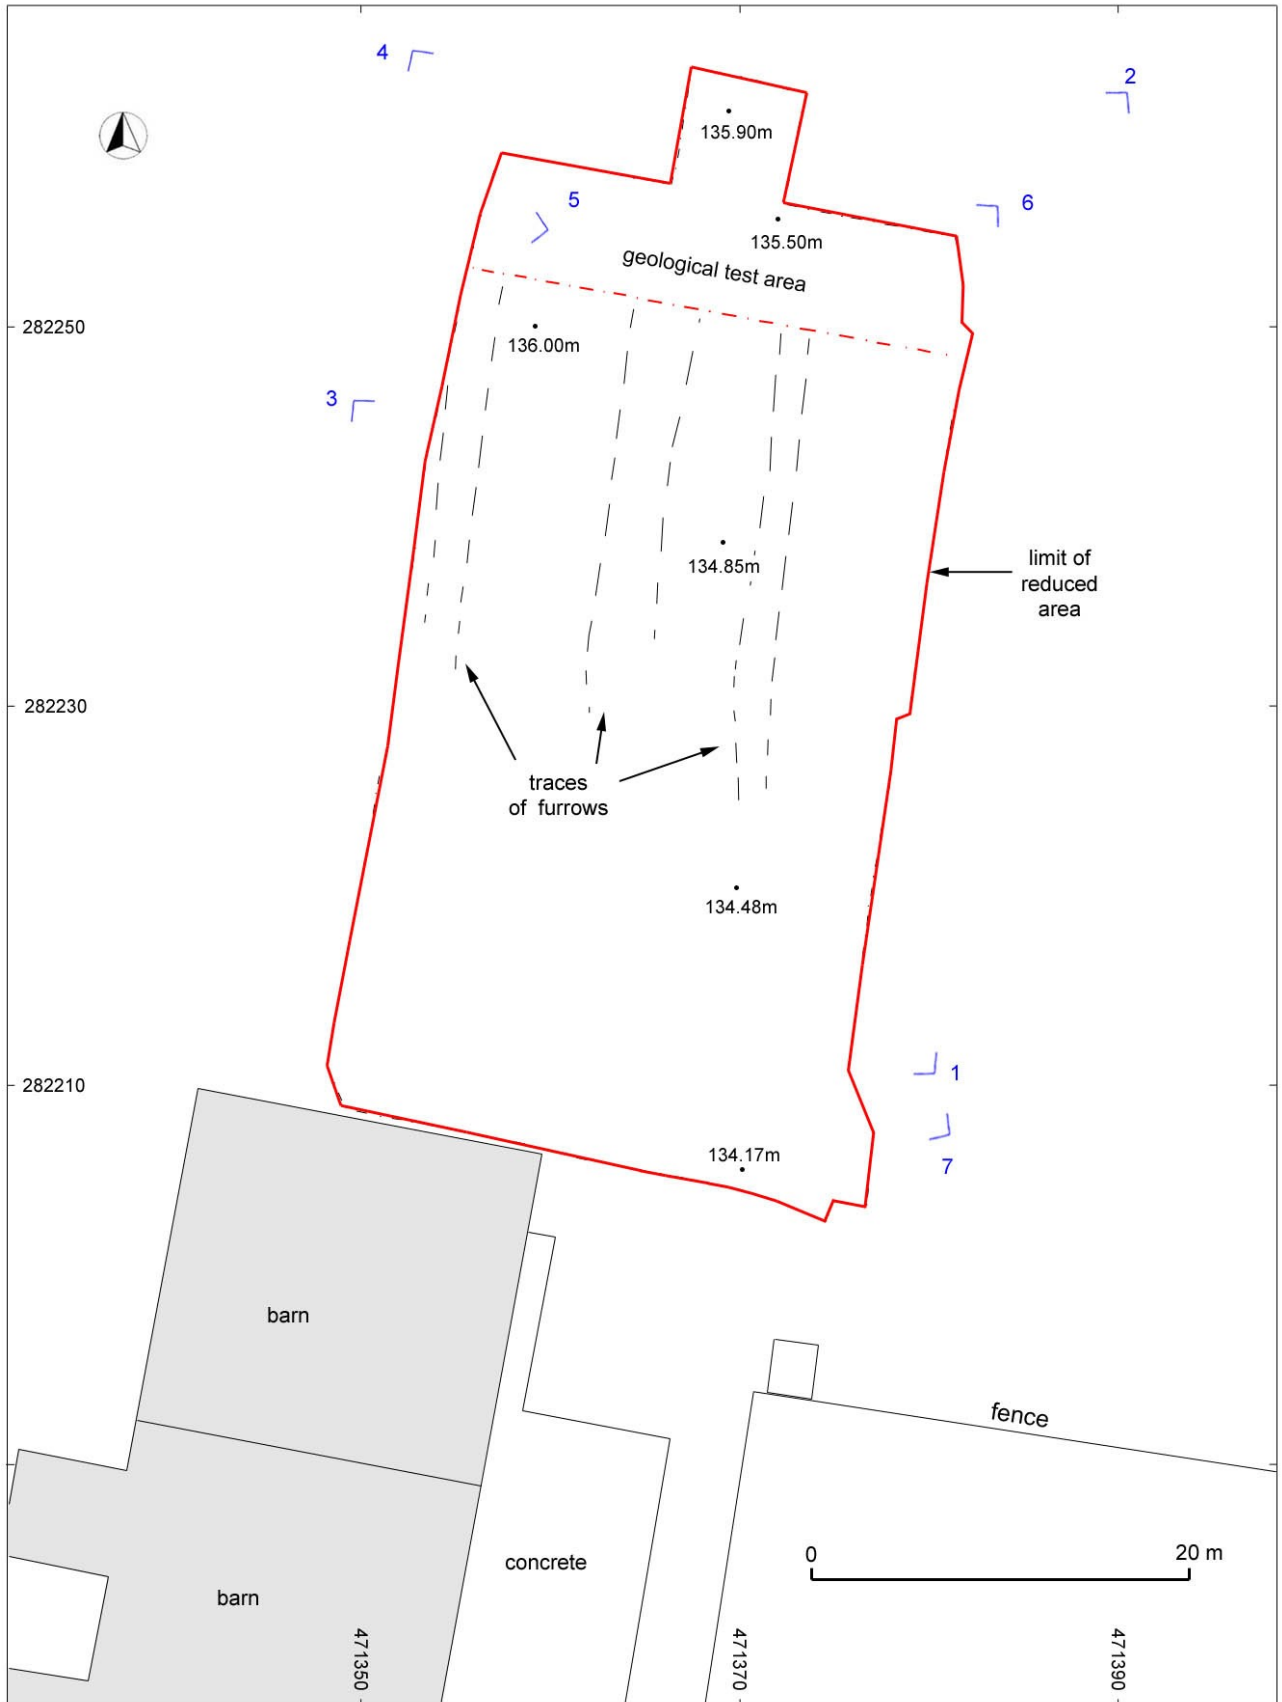 4
2
135.90m
5
6
135.50m
geological test area
282250
136.00m
3
134.85m
limit of
reduced
area
282230
traces
of furrows
134.48m
282210
1
134.17m
7
barn
fence
0
20 m
concrete
barn
471350
471370
471390